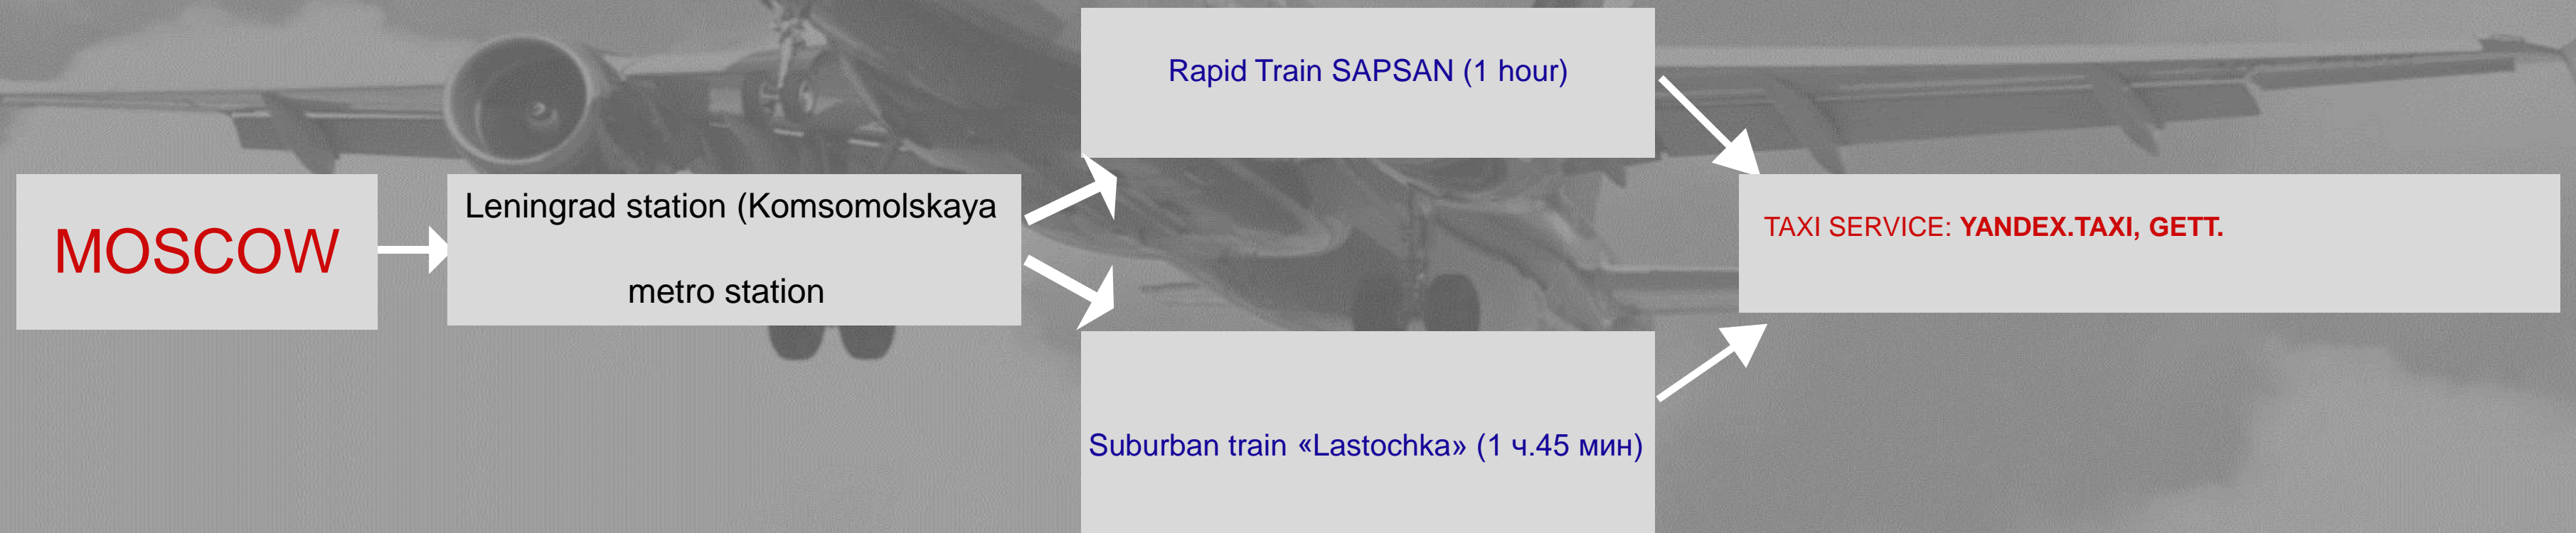 Rapid Train SAPSAN (1 hour)
MOSCOW
Leningrad station (Komsomolskaya
metro station
TAXI SERVICE: YANDEX.TAXI, GETT.
Suburban train «Lastochka» (1 ч.45 мин)